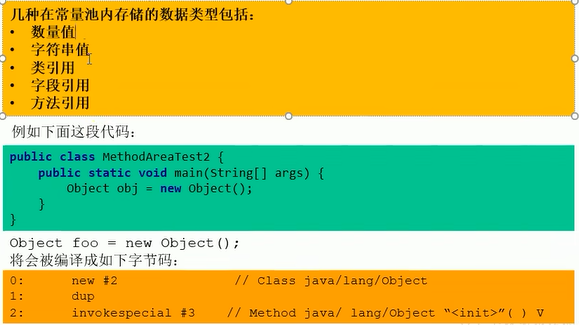 几种在常量池内存储的数据类型包括：
• 数量值
• 字符串值
• 类引用
• 字段引用
• 方法引用
例如下面这段代码：
public class MethodAreaTest2 {
    public static void main(String[] args) {
        Object obj = new Object();
    }
}
Object foo = new Object();
将会被编译成如下字节码：
0: new #2 // Class java/lang/Object
1: dup
2: invokespecial #3 // Method java/ lang/Object “<init>”( ) V